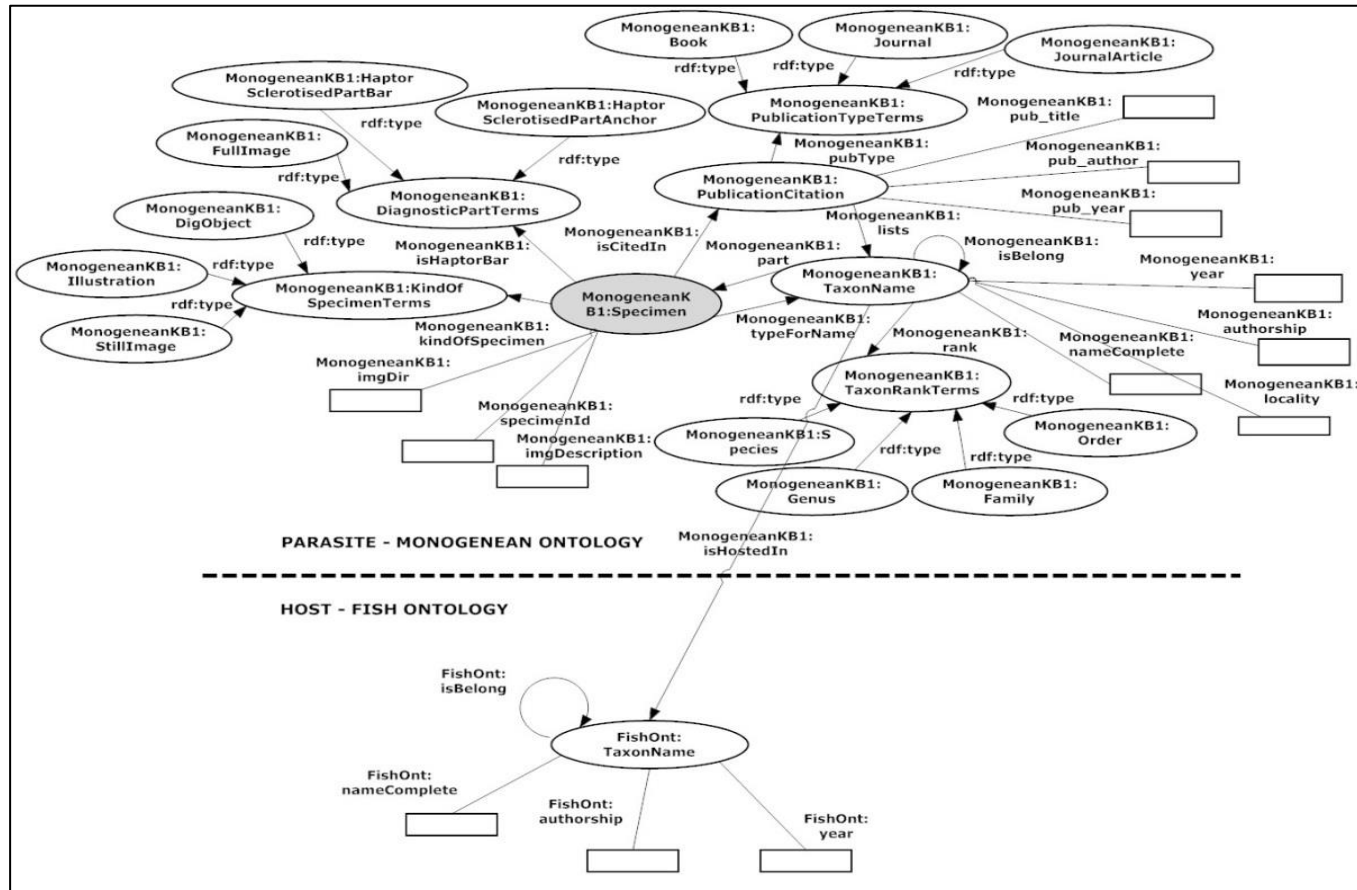 MonogeneanKB1:
Book
MonogeneanKB1:
Journal
MonogeneanKB1:
JournalArticle
rdf:type
rdf:type
rdf:type
MonogeneanKB1:Haptor
SclerotisedPartBar
MonogeneanKB1:Haptor
SclerotisedPartAnchor
rdf:type
rdf:type
MonogeneanKB1:
PublicationTypeTerms
MonogeneanKB1:
pub_title
MonogeneanKB1:
FullImage
rdf:type
MonogeneanKB1:
pubType
MonogeneanKB1:
pub_author
MonogeneanKB1:
DiagnosticPartTerms
MonogeneanKB1:
PublicationCitation
MonogeneanKB1:
pub_year
MonogeneanKB1:
DigObject
rdf:type
MonogeneanKB1:
isHaptorBar
MonogeneanKB1:
isCitedIn
MonogeneanKB1:
lists
MonogeneanKB1:
part
MonogeneanKB1:
isBelong
MonogeneanKB1:
Illustration
rdf:type
MonogeneanKB1:KindOf
SpecimenTerms
MonogeneanK
B1:Specimen
MonogeneanKB1:
TaxonName
MonogeneanKB1:
year
rdf:type
MonogeneanKB1:
StillImage
MonogeneanKB1:
kindOfSpecimen
MonogeneanKB1:
typeForName
MonogeneanKB1:
rank
MonogeneanKB1:
authorship
MonogeneanKB1:
nameComplete
MonogeneanKB1:
imgDir
MonogeneanKB1:
TaxonRankTerms
MonogeneanKB1:
locality
MonogeneanKB1:
specimenId
rdf:type
rdf:type
MonogeneanKB1:S
pecies
MonogeneanKB1:
Order
MonogeneanKB1:
imgDescription
rdf:type
rdf:type
MonogeneanKB1:
Genus
MonogeneanKB1:
Family
PARASITE - MONOGENEAN ONTOLOGY
MonogeneanKB1:
isHostedIn
HOST - FISH ONTOLOGY
FishOnt:
isBelong
FishOnt:
TaxonName
FishOnt:
nameComplete
FishOnt:
authorship
FishOnt:
year